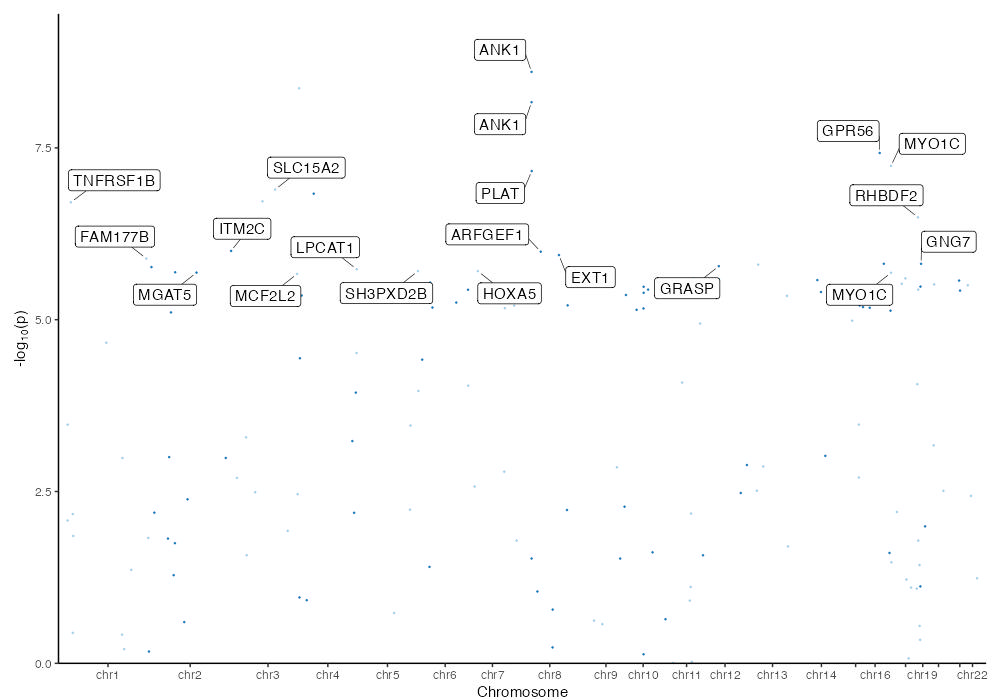 ANK1
ANK1
GPR56
MYO1C
SLC15A2
TNFRSF1B
PLAT
RHBDF2
ITM2C
FAM177B
LPCAT1
ARFGEF1
GNG7
EXT1
MGAT5
MCF2L2
SH3PXD2B
HOXA5
GRASP
MYO1C
7.5
5.0
2.5
0.0
-log10(p)
chr1 chr2 chr3 chr4 chr5 chr6 chr7 chr8 chr9 chr10 chr11 chr12 chr13 chr14 chr16 chr19 chr22
Chromosome